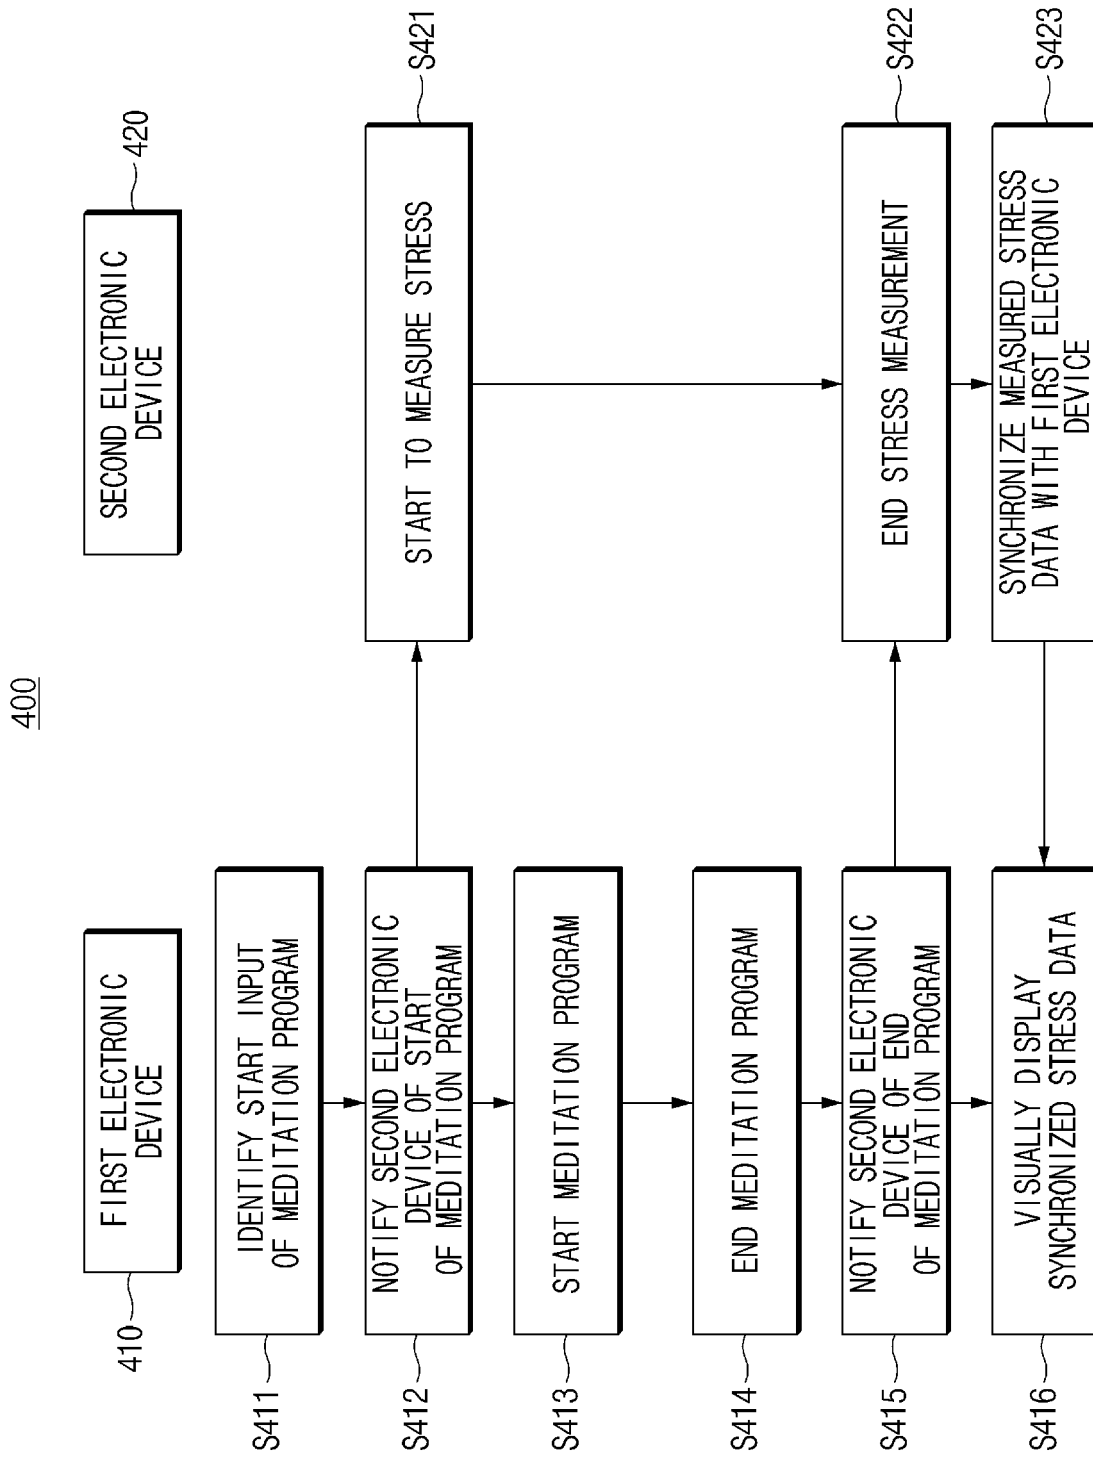 400
FIRST ELECTRONIC
DEVICE
410
SECOND ELECTRONIC
DEVICE
420
S411
IDENTIFY START INPUT
OF MEDITATION PROGRAM
S412
NOTIFY SECOND ELECTRONIC
DEVICE OF START
OF MEDITATION PROGRAM
START TO MEASURE STRESS
S421
S413
START MEDITATION PROGRAM
S414
END MEDITATION PROGRAM
S415
NOTIFY SECOND ELECTRONIC
DEVICE OF END
OF MEDITATION PROGRAM
END STRESS MEASUREMENT
S422
S416
VISUALLY DISPLAY
SYNCHRONIZED STRESS DATA
SYNCHRONIZE MEASURED STRESS
DATA WITH FIRST ELECTRONIC
DEVICE
S423